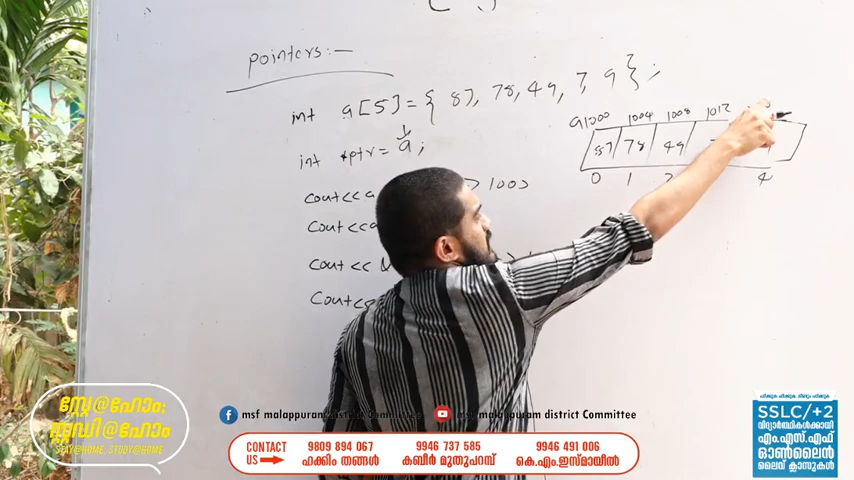 pointers:-
int a[5] = { 87, 78, 49, 7, 9 } ;
int *ptr = a ;
a 1000 1004 1008 1012
87 78 49
0 1 2 4
cout<<a > 1000
cout<<a
cout << &
cout<<
സ്റ്റേ@ഹോം;
സ്റ്റഡി@ഹോം
STAY@HOME STUDY@HOME
msf malappuram district Committee msf malappuram district Committee
CONTACT US 9809 894 067 9946 737 585 9946 491 006
ഹക്കീം തങ്ങൾ കബീർ മുതുപറമ്പ് കെ.എം.ഇസ്മായീൽ
SSLC/+2
വിദ്യാർത്ഥികൾക്കായി
എം.എസ്.എഫ്
ഓൺലൈൻ
ലൈവ് ക്ലാസുകൾ